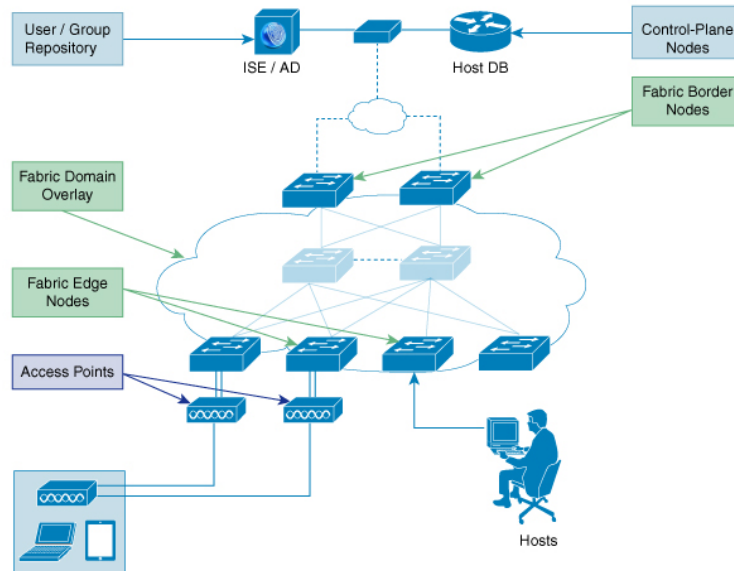 User / Group
Repository
ISE / AD
Host DB
Control-Plane
Nodes
Fabric Border
Nodes
Fabric Domain
Overlay
Fabric Edge
Nodes
Access Points
Hosts